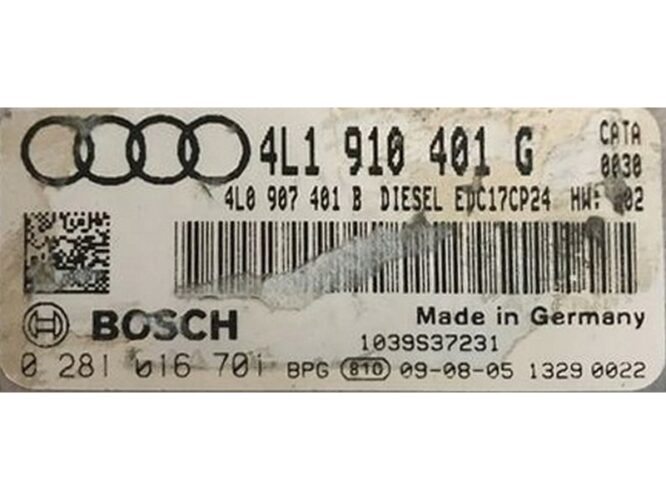 4L1 910 401 G CATA
0030
4L0 907 401 B DIESEL EDC17CP24 HW: 02
BOSCH Made in Germany
1039S37231
0 281 016 701 BPG 810 09-08-05 1329 0022